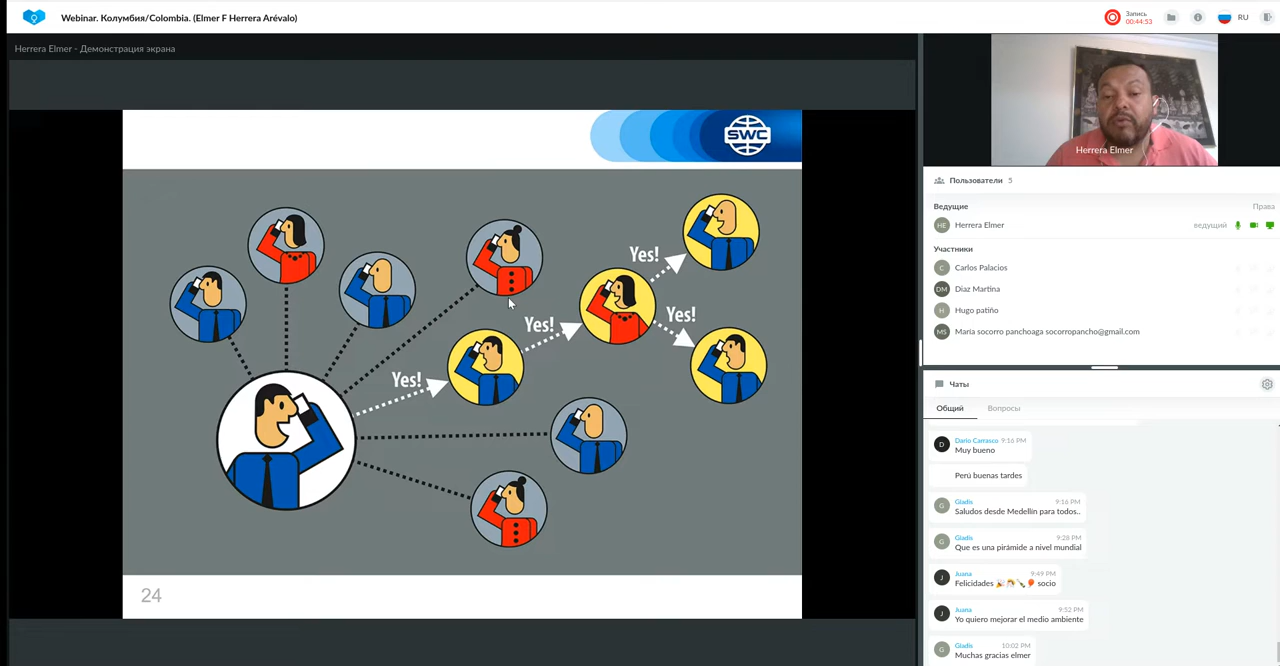 Webinar. Колумбия/Colombia. (Elmer F Herrera Arévalo)
Запись
00:44:53
RU
Herrera Elmer - Демонстрация экрана
SWC
Yes!
Yes!
Yes!
Yes!
24
Herrera Elmer
Пользователи 5
Ведущие Права
HE Herrera Elmer ведущий
Участники
C Carlos Palacios
DM Diaz Martina
H Hugo patiño
MS Maria socorro panchoaga socorropancho@gmail.com
Чаты
Общий Вопросы
D Dario Carrasco 9:16 PM
Muy bueno
Perú buenas tardes
G Gladis 9:16 PM
Saludos desde Medellín para todos..
G Gladis 9:28 PM
Que es una pirámide a nivel mundial
J Juana 9:49 PM
Felicidades 🎉🎊🍾🎈 socio
J Juana 9:52 PM
Yo quiero mejorar el medio ambiente
G Gladis 10:02 PM
Muchas gracias elmer